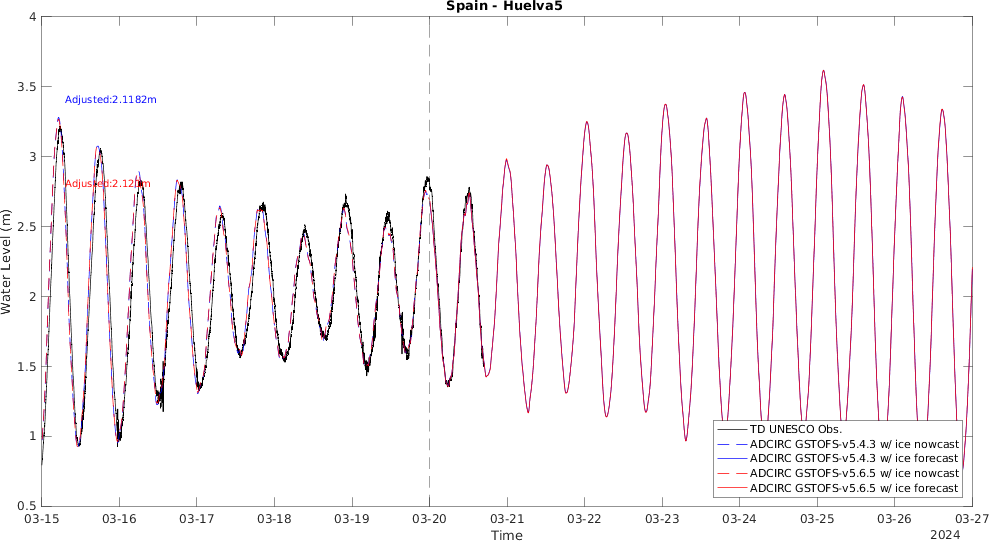 Spain - Huelva5
4
3.5
3
2.5
2
1.5
1
0.5
Water Level (m)
Adjusted:2.1182m
03-15
03-16
03-17
03-18
03-19
03-20
03-21
03-22
03-23
03-24
03-25
03-26
03-27
Time
2024
TD UNESCO Obs.
ADCIRC GSTOFS-v5.4.3 w/ ice nowcast
ADCIRC GSTOFS-v5.4.3 w/ ice forecast
ADCIRC GSTOFS-v5.6.5 w/ ice nowcast
ADCIRC GSTOFS-v5.6.5 w/ ice forecast